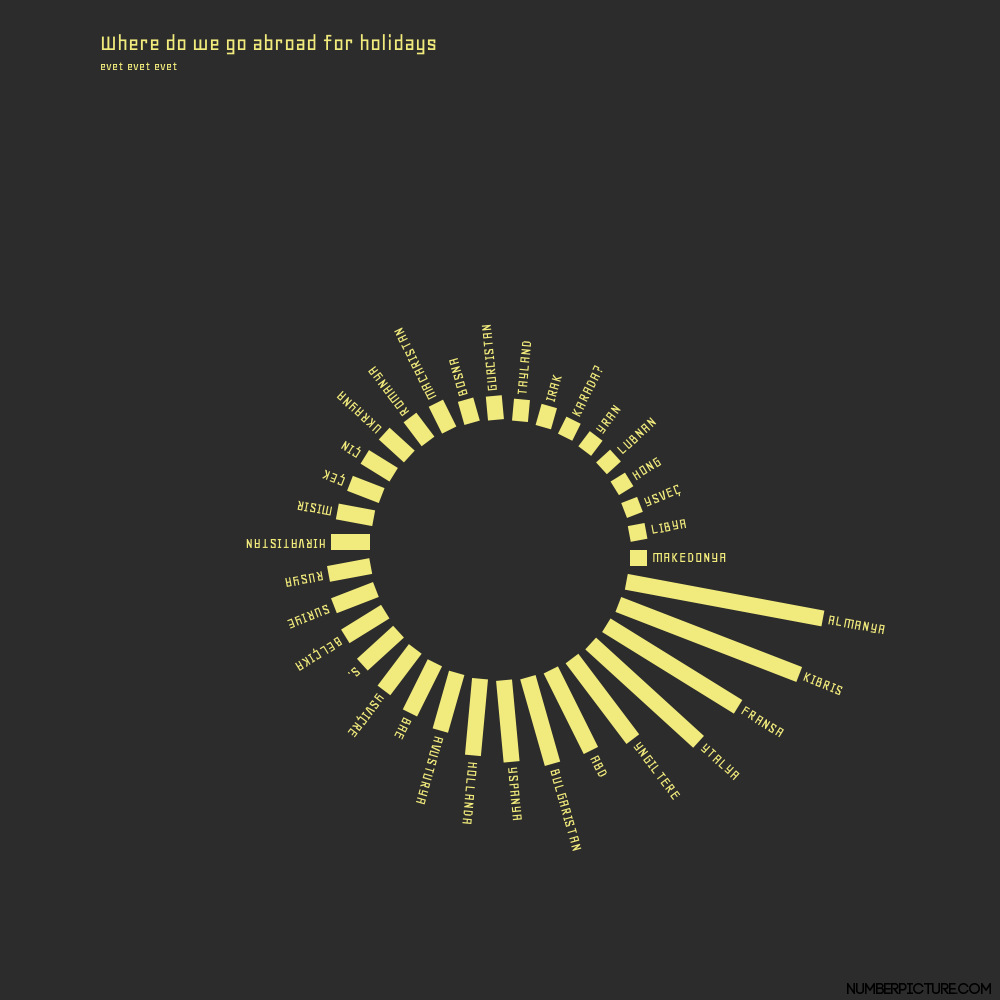 Where do we go abroad for holidays
evet evet evet
ALMANYA
KIBRIS
FRANSA
YTALYA
YNGILTERE
ABD
BULGARISTAN
YSPANYA
HOLLANDA
AVUSTURYA
BAE
YSVIÇRE
S.
BELÇIKA
SURIYE
RUSYA
HIRVATISTAN
MISIR
ÇEK
ÇIN
UKRAYNA
ROMANYA
MACARISTAN
BOSNA
GURCISTAN
TAYLAND
IRAK
KARADA?
YRAN
LUBNAN
HONG
YSVEÇ
LIBYA
MAKEDONYA
NUMBERPICTURE.COM